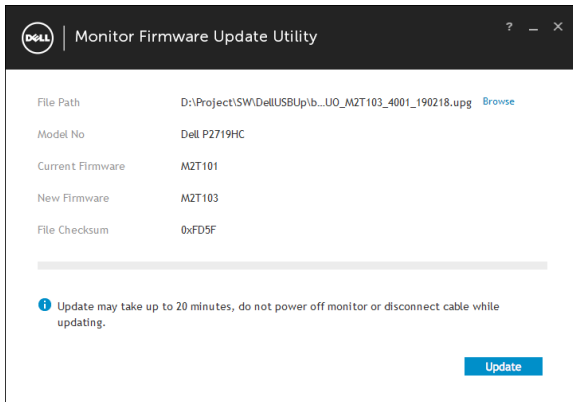 DELL Monitor Firmware Update Utility ? _ ×
File Path D:\Project\SW\DellUSBUp\b...UO_M2T103_4001_190218.upg Browse
Model No Dell P2719HC
Current Firmware M2T101
New Firmware M2T103
File Checksum 0xFD5F
Update may take up to 20 minutes, do not power off monitor or disconnect cable while
updating.
Update